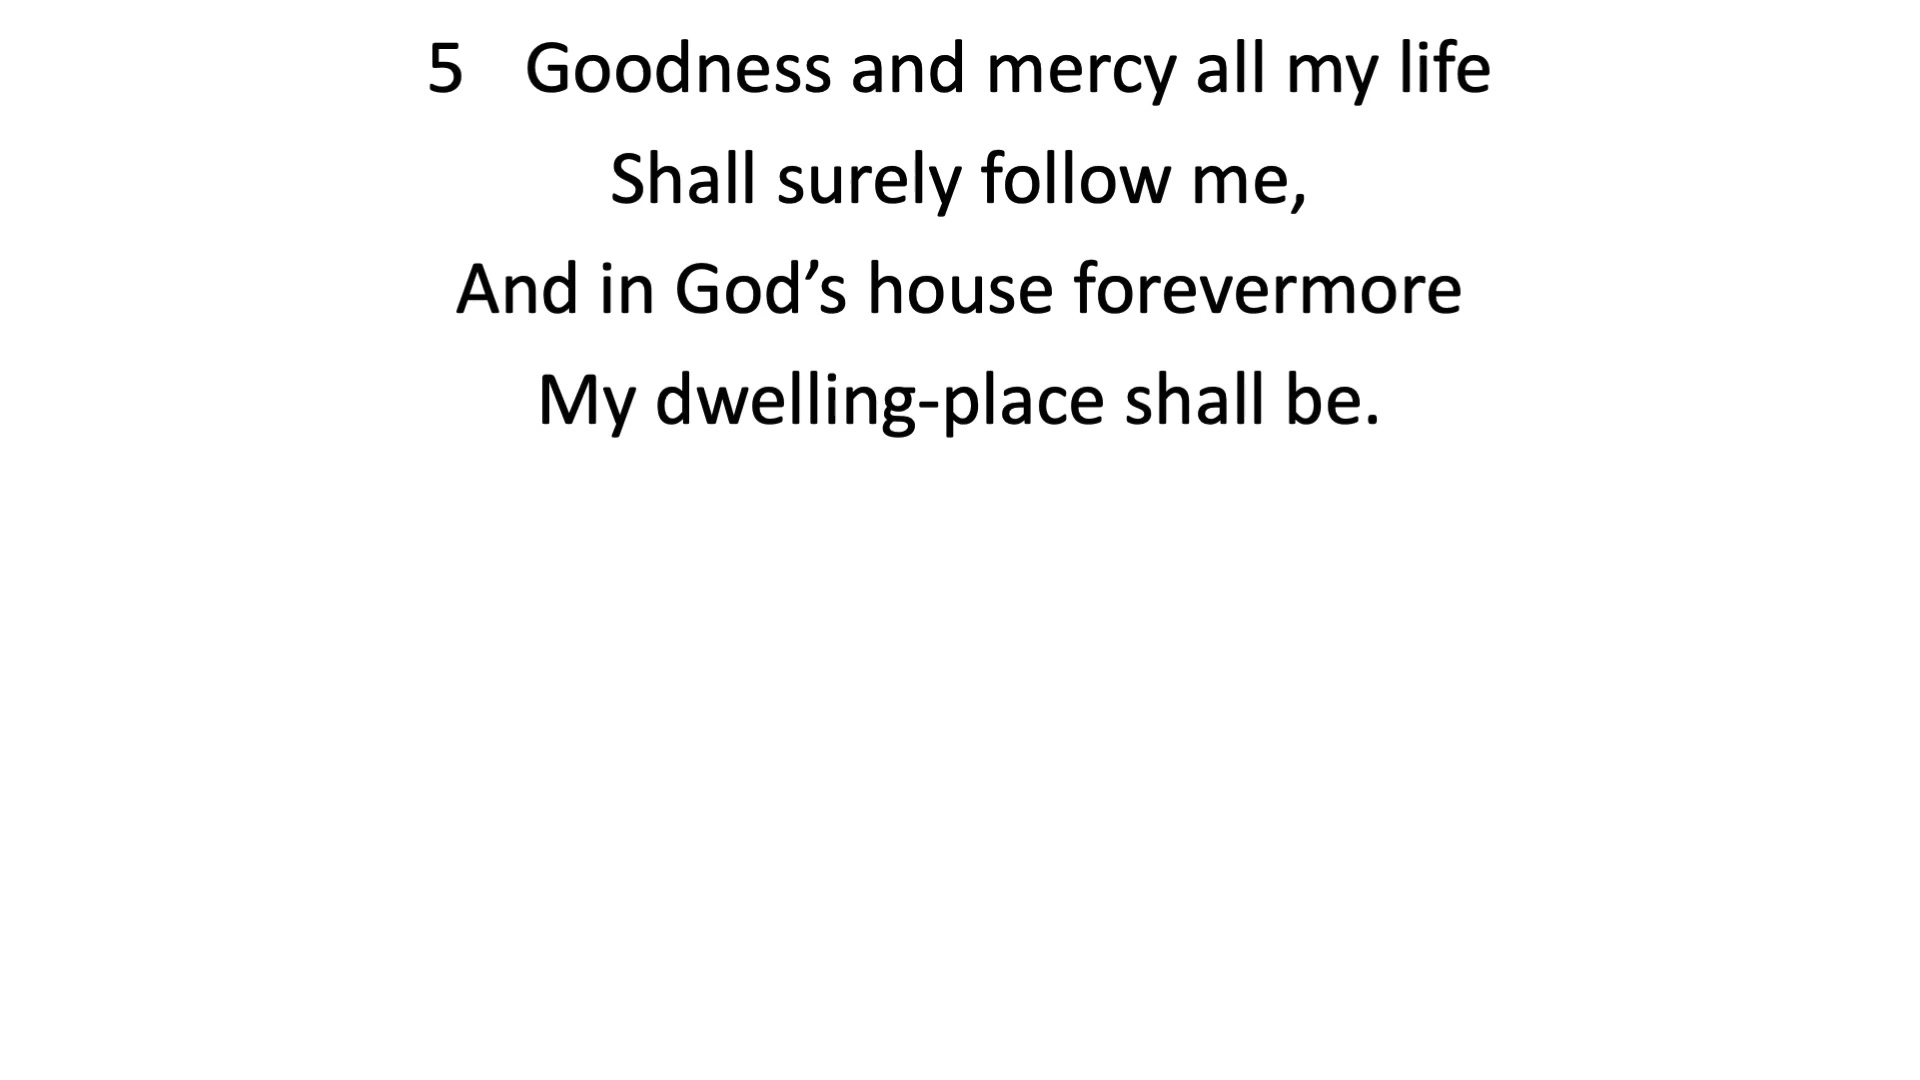 5 Goodness and mercy all my life
Shall surely follow me,
And in God’s house forevermore
My dwelling-place shall be.